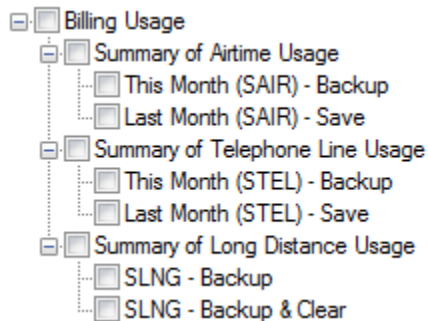 Billing Usage
Summary of Airtime Usage
This Month (SAIR) - Backup
Last Month (SAIR) - Save
Summary of Telephone Line Usage
This Month (STEL) - Backup
Last Month (STEL) - Save
Summary of Long Distance Usage
SLNG - Backup
SLNG - Backup & Clear